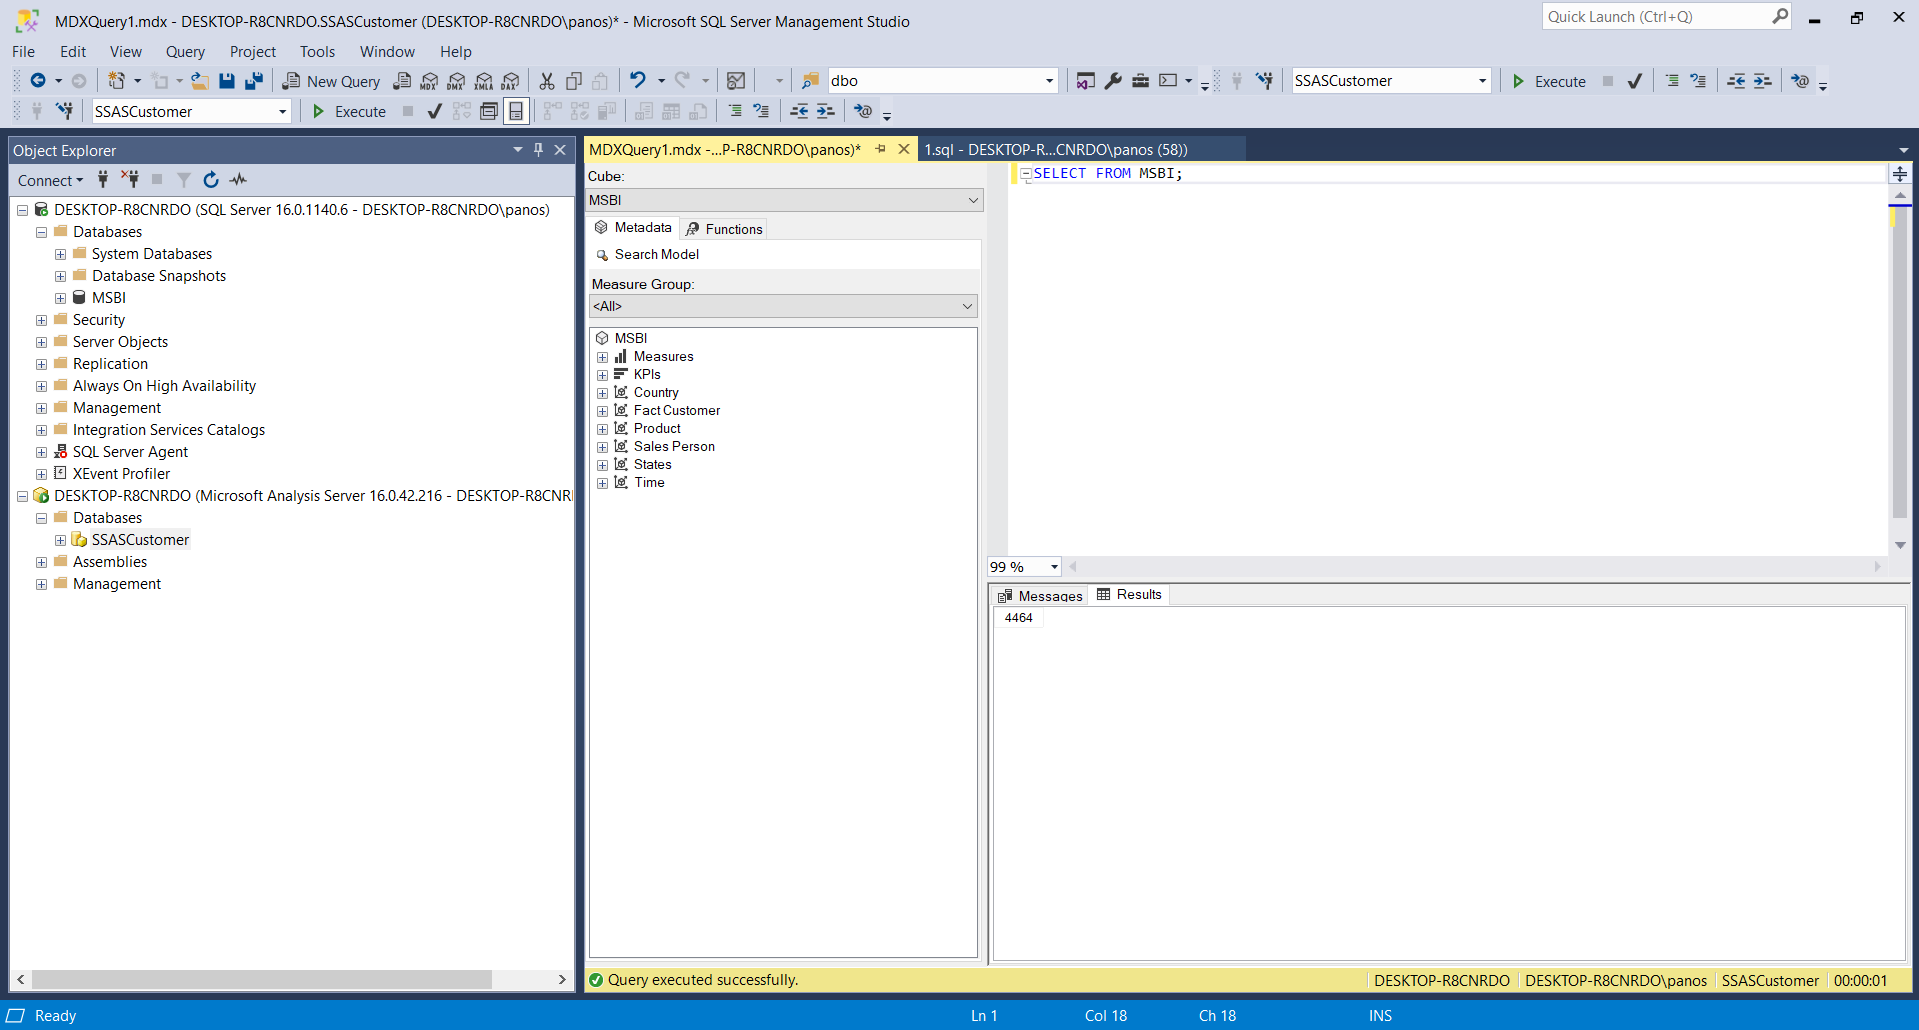 MDXQuery1.mdx - DESKTOP-R8CNRDO.SSASCustomer (DESKTOP-R8CNRDO\panos)* - Microsoft SQL Server Management Studio
Quick Launch (Ctrl+Q)
File Edit View Query Project Tools Window Help
New Query MDX DMX XMLA DAX dbo SSASCustomer Execute
SSASCustomer Execute
Object Explorer
Connect
DESKTOP-R8CNRDO (SQL Server 16.0.1140.6 - DESKTOP-R8CNRDO\panos)
Databases
System Databases
Database Snapshots
MSBI
Security
Server Objects
Replication
Always On High Availability
Management
Integration Services Catalogs
SQL Server Agent
XEvent Profiler
DESKTOP-R8CNRDO (Microsoft Analysis Server 16.0.42.216 - DESKTOP-R8CNR
Databases
SSASCustomer
Assemblies
Management
MDXQuery1.mdx -...P-R8CNRDO\panos)*
1.sql - DESKTOP-R...CNRDO\panos (58))
Cube:
MSBI
Metadata Functions
Search Model
Measure Group:
<All>
MSBI
Measures
KPIs
Country
Fact Customer
Product
Sales Person
States
Time
SELECT FROM MSBI;
99 %
Messages Results
4464
Query executed successfully.
DESKTOP-R8CNRDO DESKTOP-R8CNRDO\panos SSASCustomer 00:00:01
Ready Ln 1 Col 18 Ch 18 INS